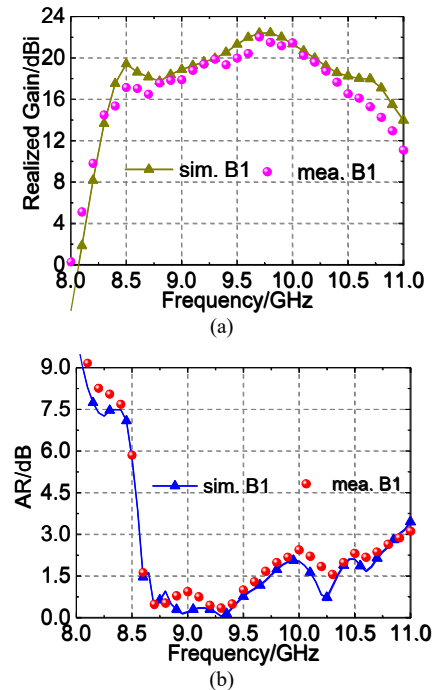 Realized Gain/dBi
24
20
16
12
8
4
0
sim. B1 mea. B1
8.0 8.5 9.0 9.5 10.0 10.5 11.0
Frequency/GHz
(a)
AR/dB
9.0
7.5
6.0
4.5
3.0
1.5
0.0
sim. B1 mea. B1
8.0 8.5 9.0 9.5 10.0 10.5 11.0
Frequency/GHz
(b)